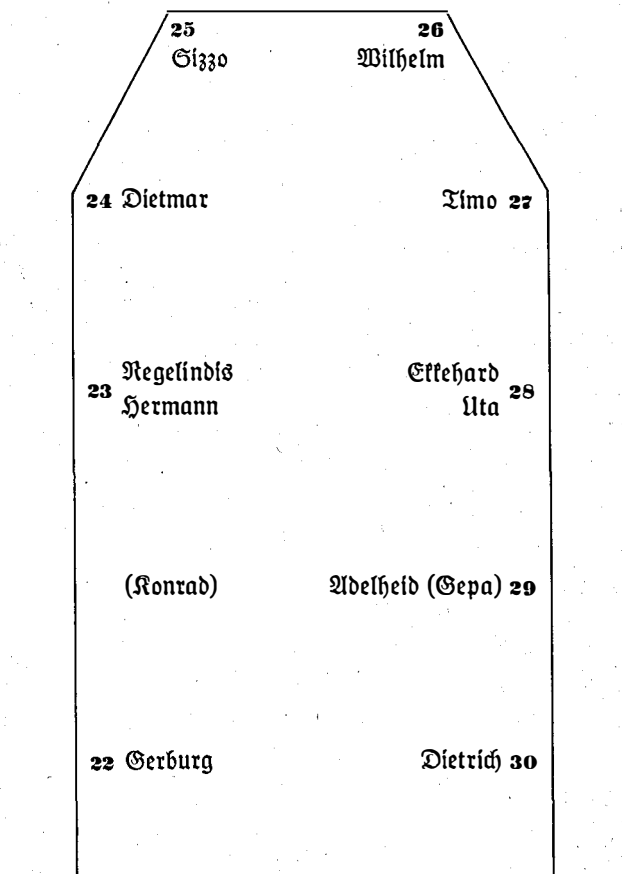 25 26
Sizzo Wilhelm
24 Dietmar Timo 27
Regelindis Ekkehard
23 28
Hermann Uta
(Konrad) Adelheid (Gepa) 29
22 Gerburg Dietrich 30